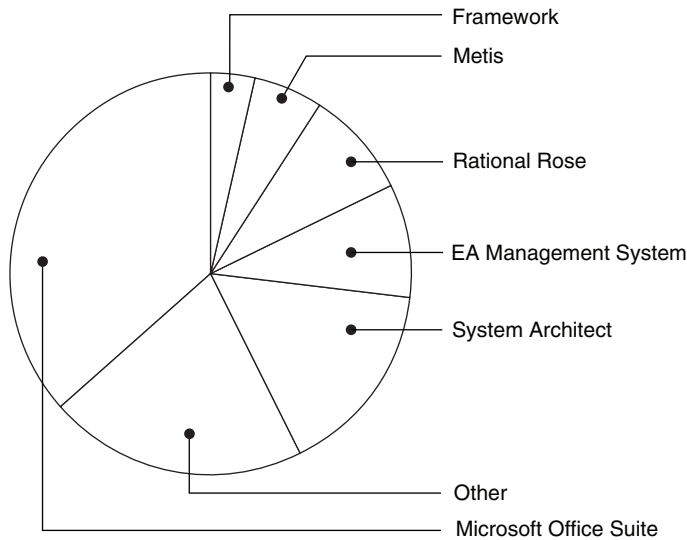 Framework
Metis
Rational Rose
EA Management System
System Architect
Other
Microsoft Office Suite